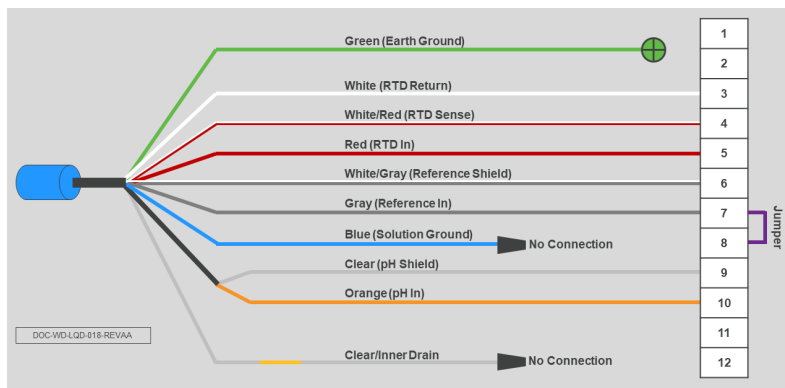 Green (Earth Ground)
1
2
White (RTD Return)
3
White/Red (RTD Sense)
4
Red (RTD In)
5
White/Gray (Reference Shield)
6
Gray (Reference In)
7
Jumper
Blue (Solution Ground)
No Connection
8
Clear (pH Shield)
9
Orange (pH In)
10
DOC-WD-LQD-018-REVAA
11
Clear/Inner Drain
No Connection
12